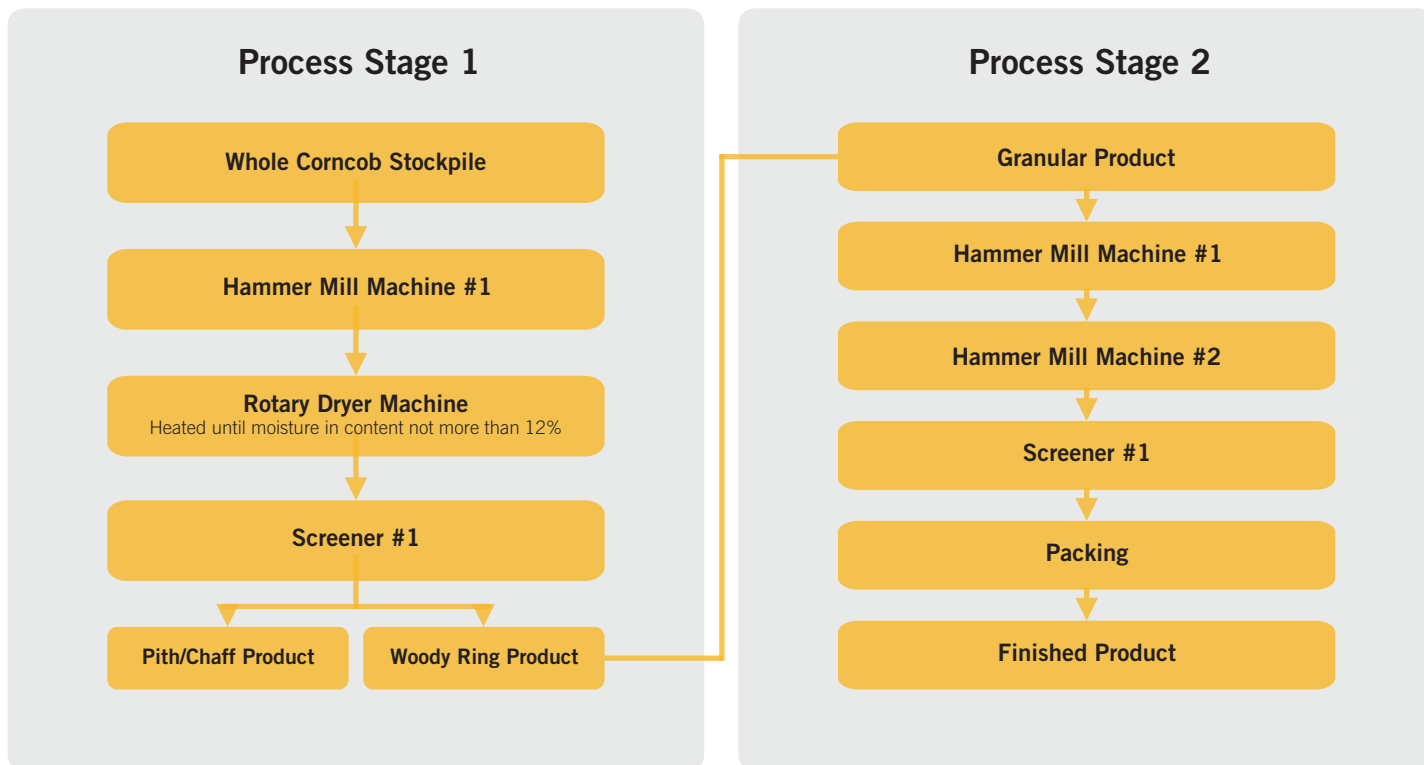 Process Stage 1
Whole Corncob Stockpile
Hammer Mill Machine #1
Rotary Dryer Machine
Heated until moisture in content not more than 12%
Screener #1
Pith/Chaff Product
Woody Ring Product
Process Stage 2
Granular Product
Hammer Mill Machine #1
Hammer Mill Machine #2
Screener #1
Packing
Finished Product